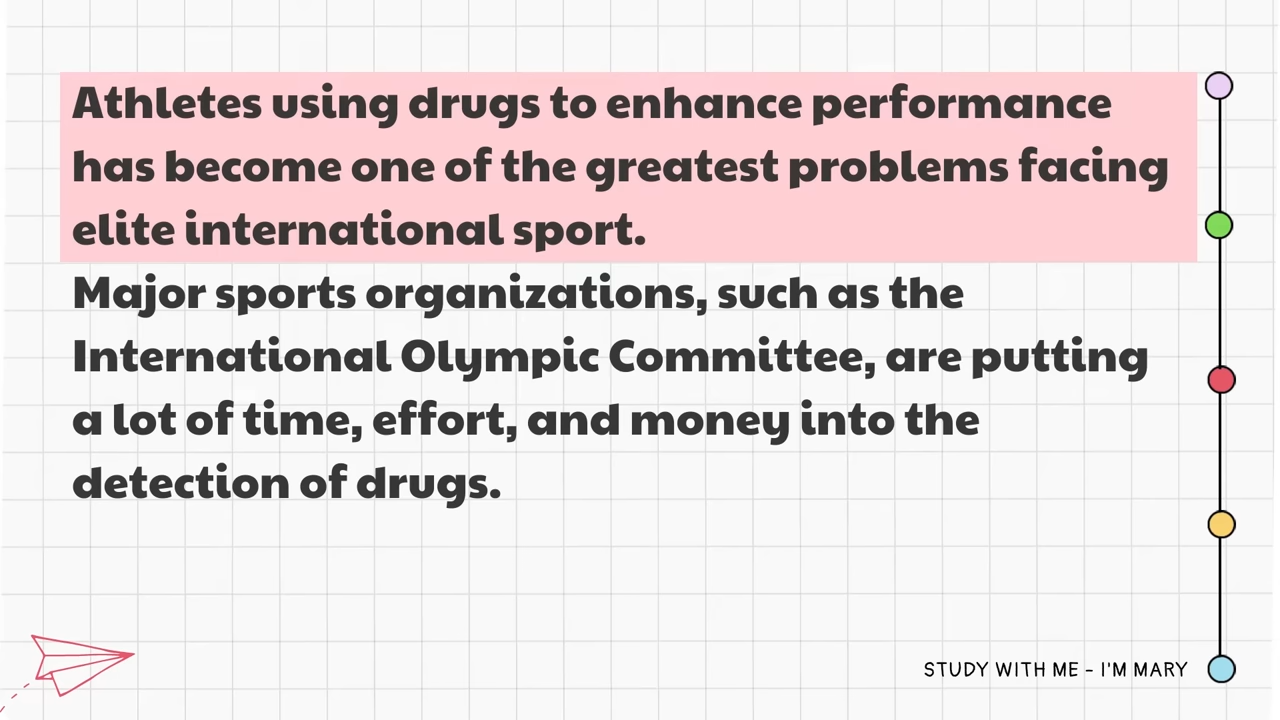 Athletes using drugs to enhance performance
has become one of the greatest problems facing
elite international sport.
Major sports organizations, such as the
International Olympic Committee, are putting
a lot of time, effort, and money into the
detection of drugs.
STUDY WITH ME - I'M MARY